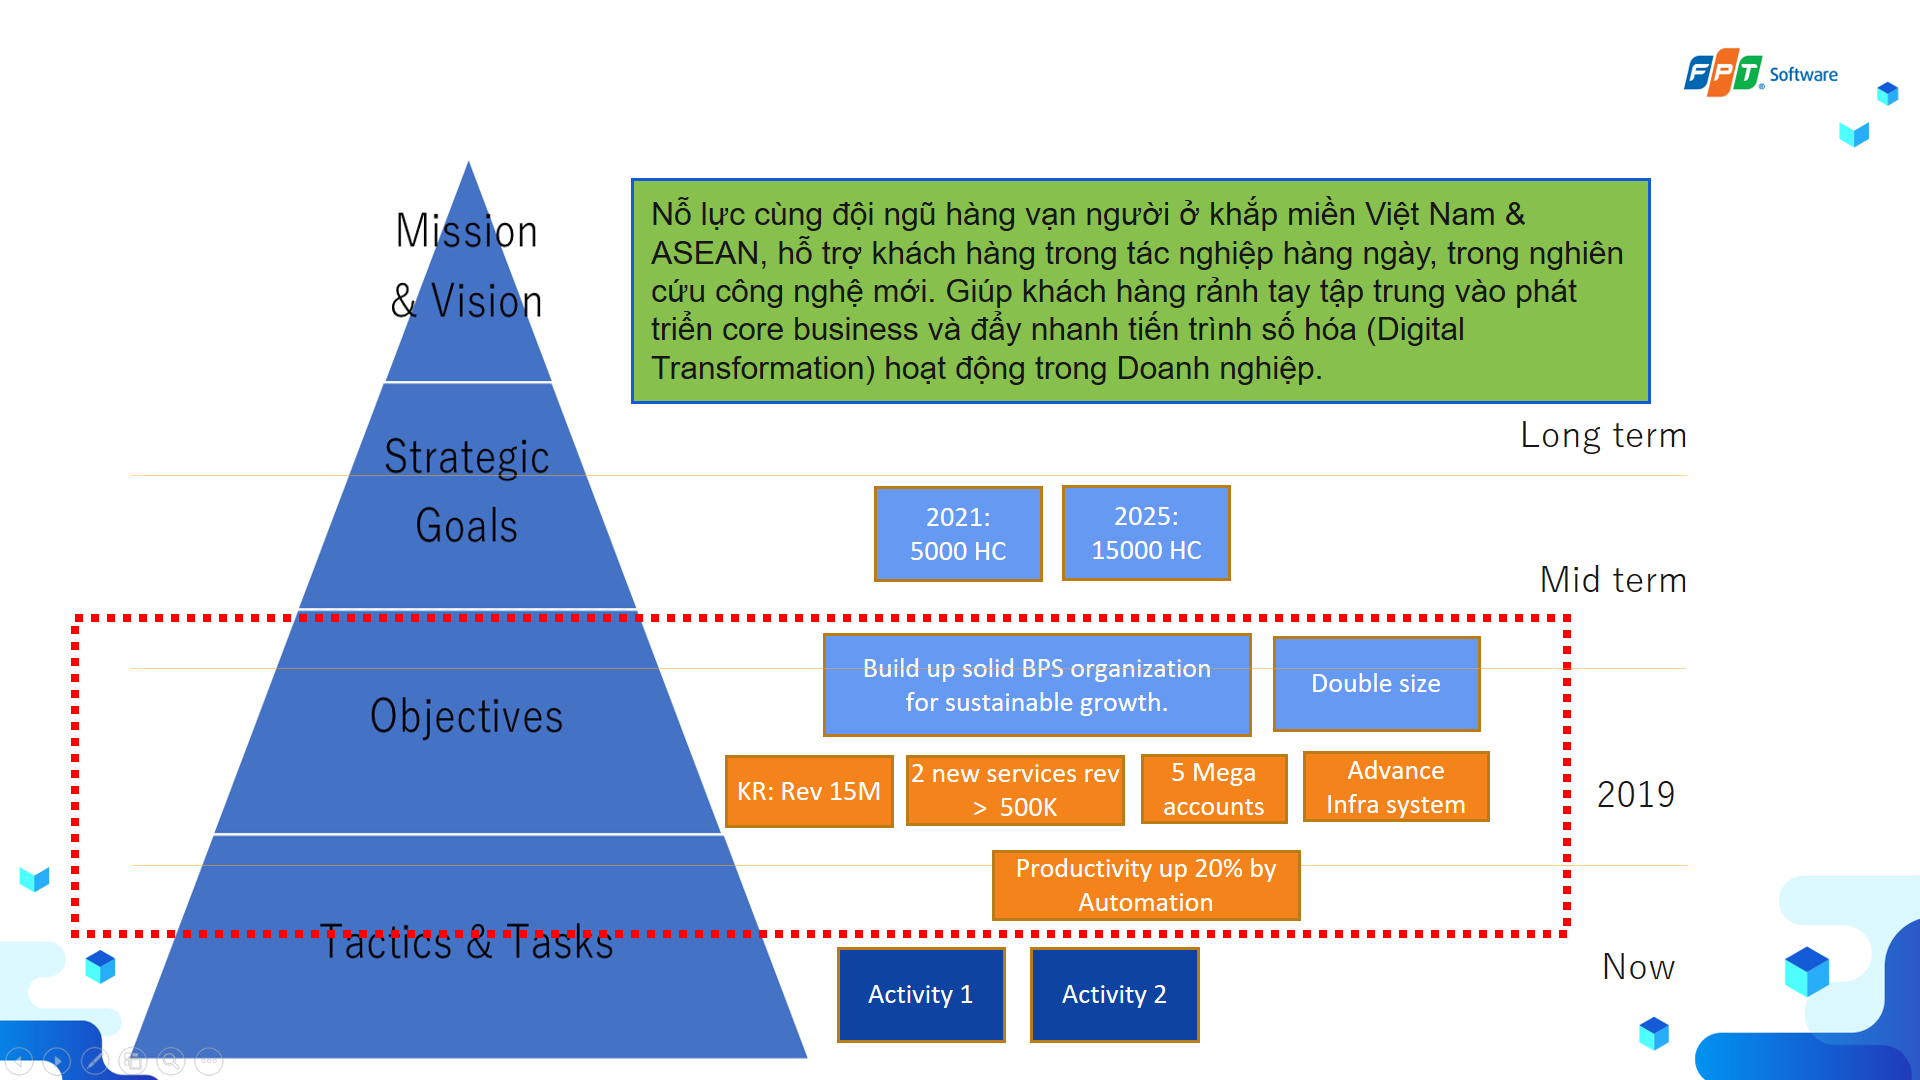 FPT Software
Mission
& Vision
Nỗ lực cùng đội ngũ hàng vạn người ở khắp miền Việt Nam &
ASEAN, hỗ trợ khách hàng trong tác nghiệp hàng ngày, trong nghiên
cứu công nghệ mới. Giúp khách hàng rảnh tay tập trung vào phát
triển core business và đẩy nhanh tiến trình số hóa (Digital
Transformation) hoạt động trong Doanh nghiệp.
Long term
Strategic
Goals
2021:
5000 HC
2025:
15000 HC
Mid term
Objectives
Build up solid BPS organization
for sustainable growth.
Double size
KR: Rev 15M
2 new services rev
> 500K
5 Mega
accounts
Advance
Infra system
2019
Productivity up 20% by
Automation
Tactics & Tasks
Activity 1
Activity 2
Now